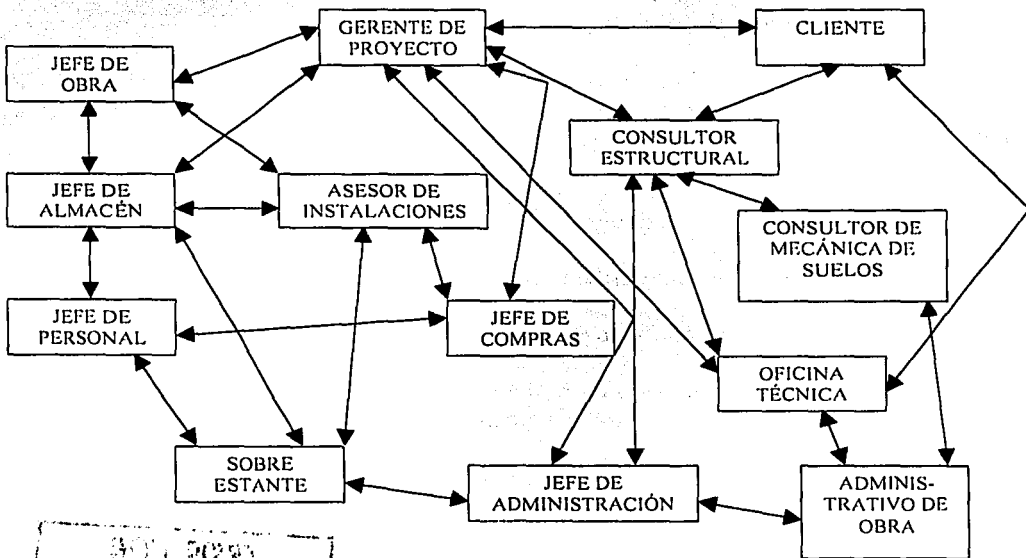 GERENTE DE
PROYECTO
CLIENTE
JEFE DE
OBRA
CONSULTOR
ESTRUCTURAL
JEFE DE
ALMACÉN
ASESOR DE
INSTALACIONES
CONSULTOR DE
MECÁNICA DE
SUELOS
JEFE DE
PERSONAL
JEFE DE
COMPRAS
OFICINA
TÉCNICA
SOBRE
ESTANTE
JEFE DE
ADMINISTRACIÓN
ADMINIS-
TRATIVO DE
OBRA